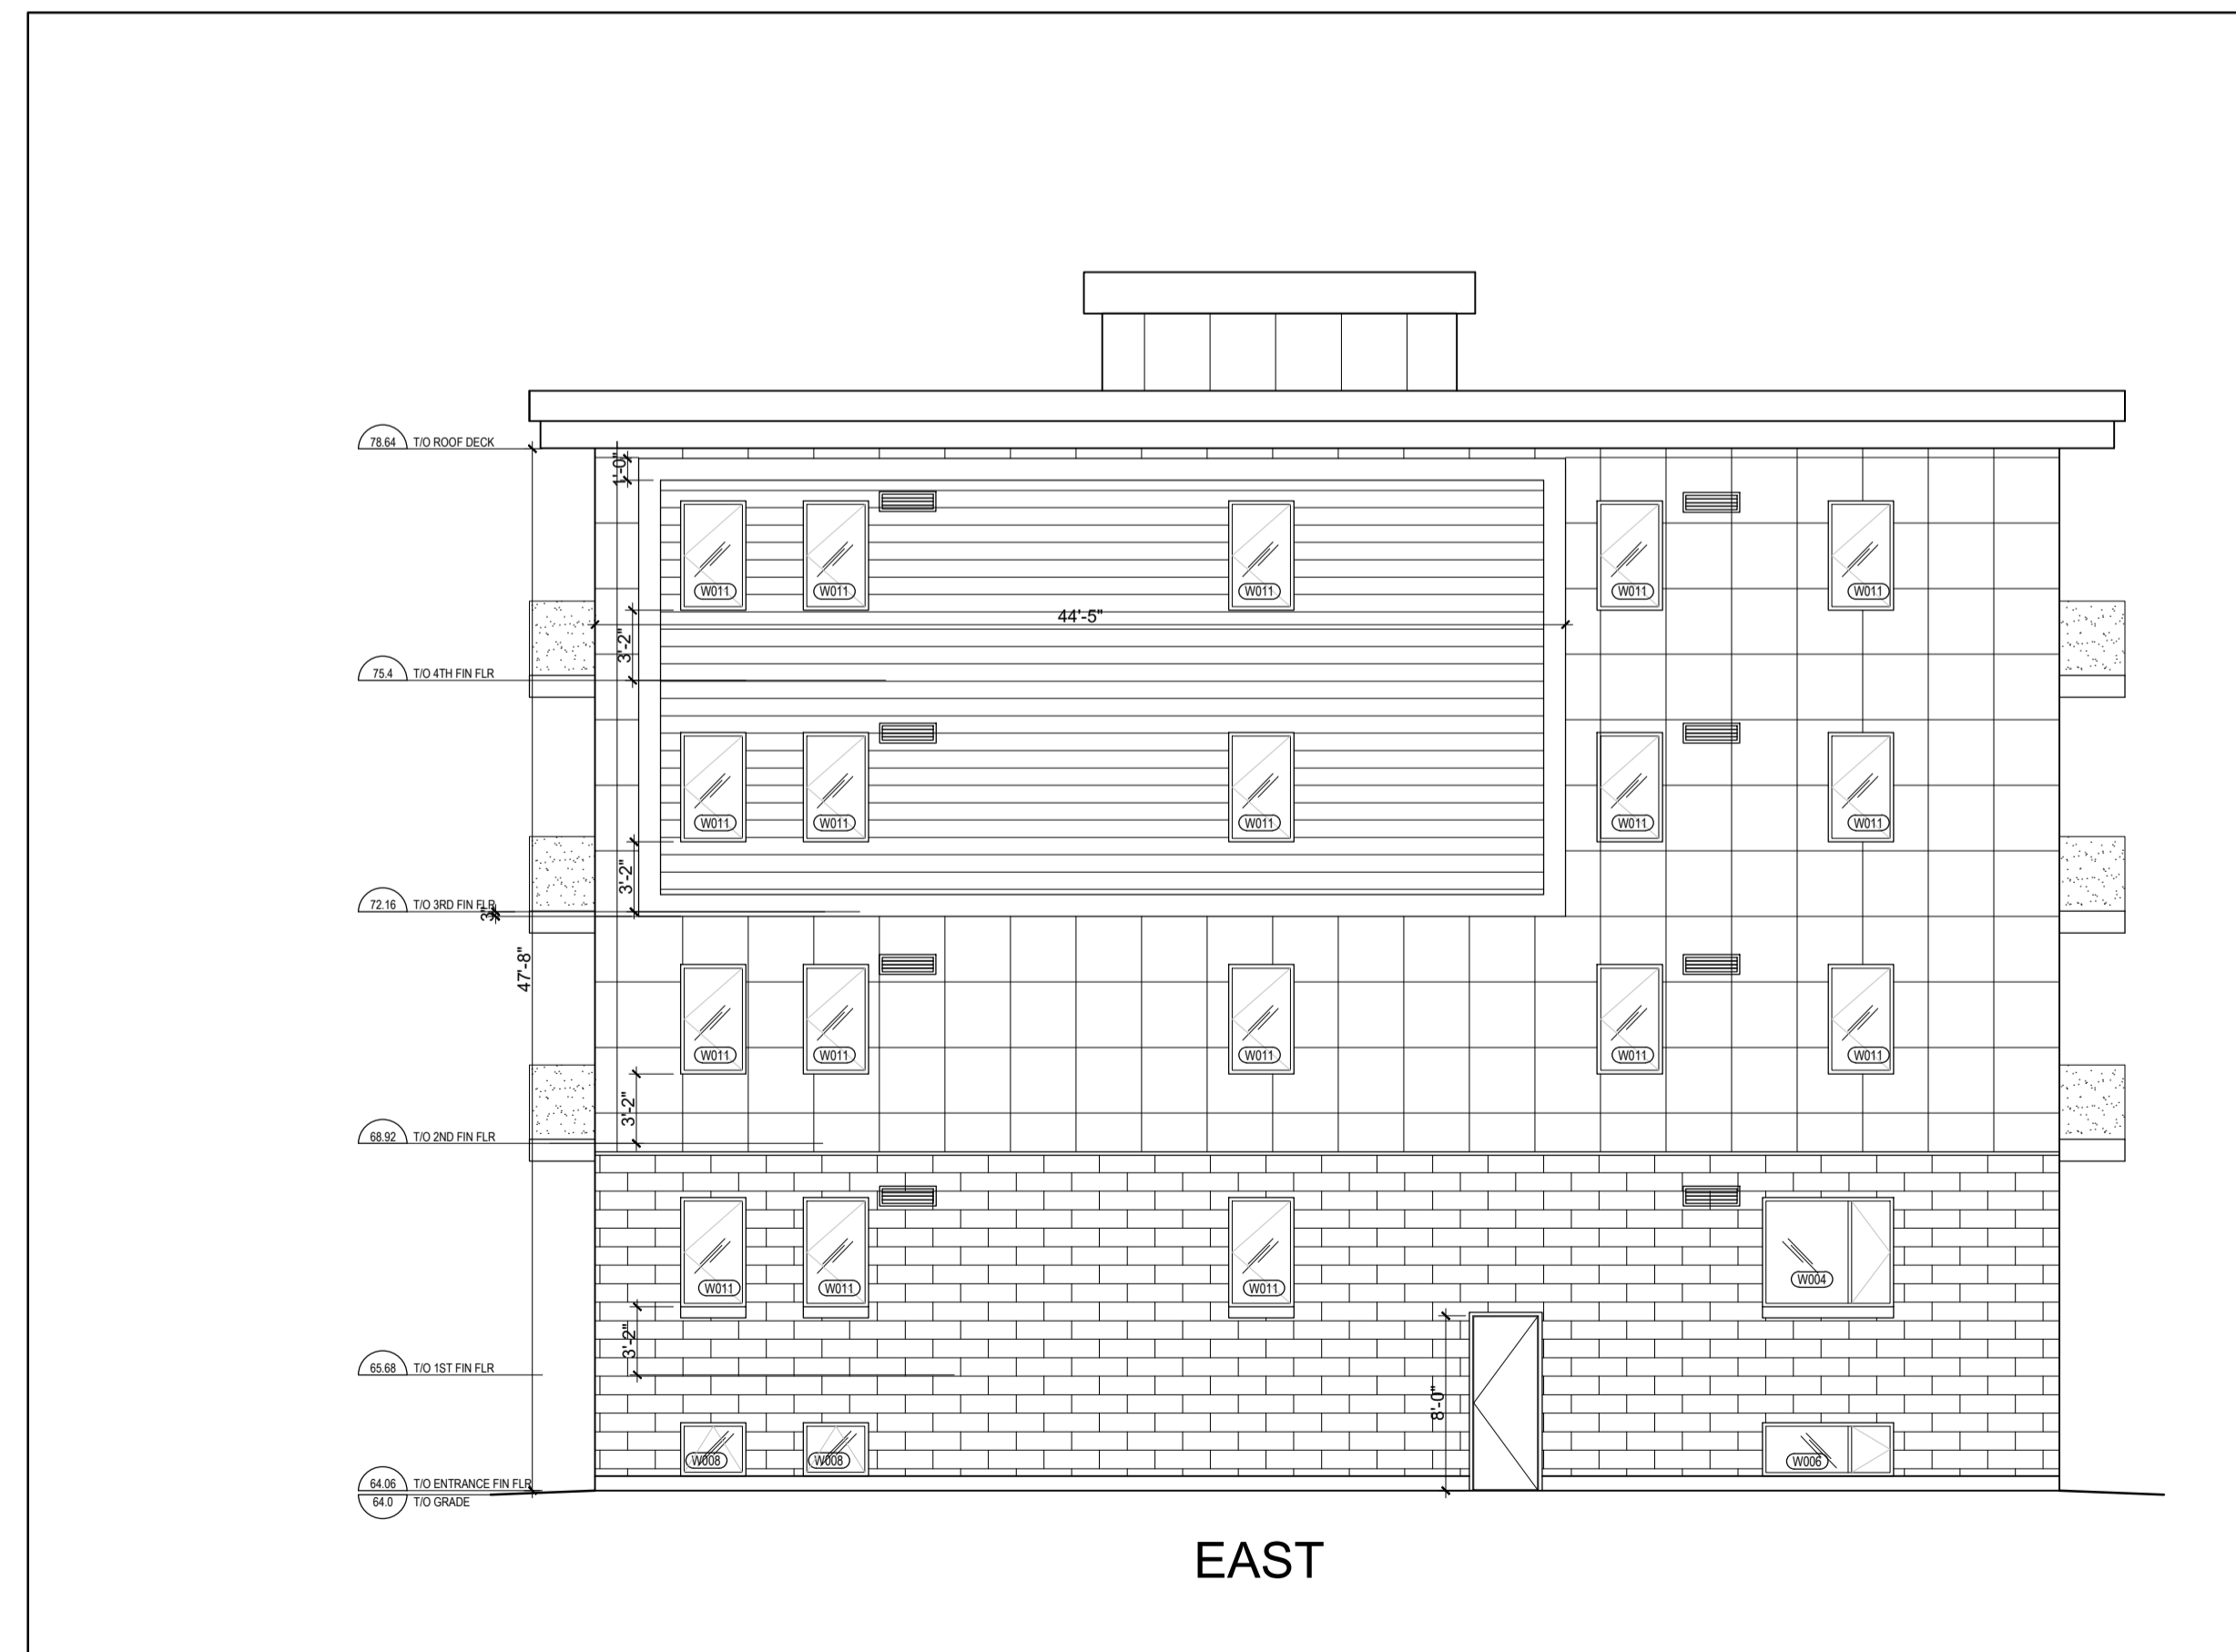 78.64 T/O ROOF DECK
1'-0"
W011 W011 W011 W011 W011
44'-5"
3'-2"
75.4 T/O 4TH FIN FLR
W011 W011 W011 W011 W011
3'-2"
72.16 T/O 3RD FIN FLR
3"
47'-8"
W011 W011 W011 W011 W011
3'-2"
68.92 T/O 2ND FIN FLR
W011 W011 W011 W004
3'-2"
65.68 T/O 1ST FIN FLR
8'-0"
W008 W008 W006
64.06 T/O ENTRANCE FIN FLR
64.0 T/O GRADE
EAST